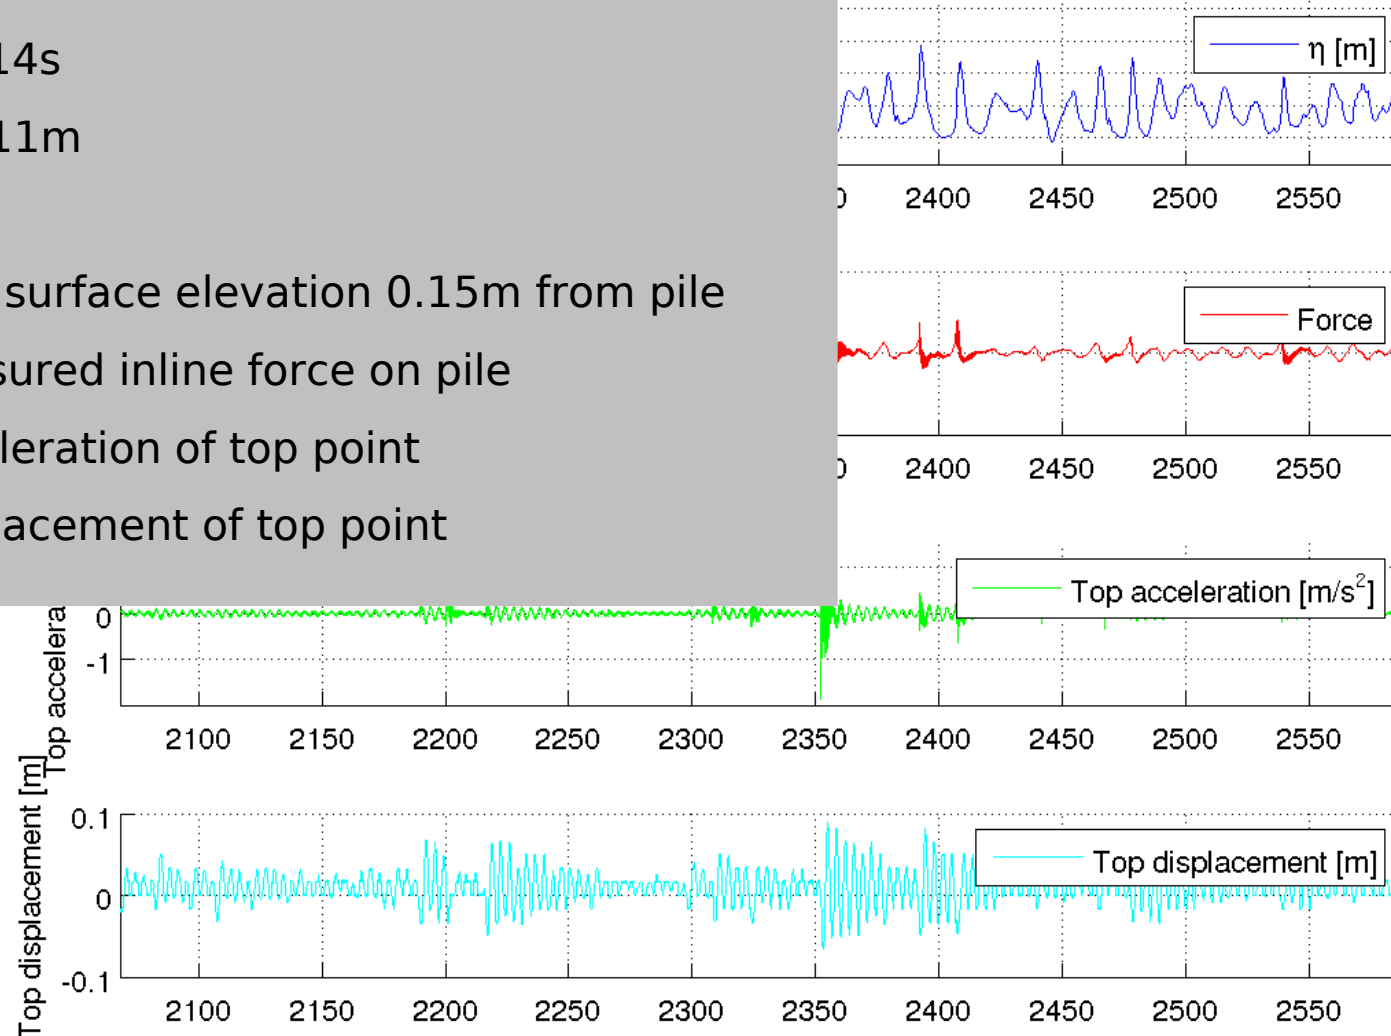 14s
11m
surface elevation 0.15m from pile
sured inline force on pile
leration of top point
acement of top point
η [m]
0 2400 2450 2500 2550
Force
0 2400 2450 2500 2550
Top acceleration [m/s²]
Top accelera
0
-1
2100 2150 2200 2250 2300 2350 2400 2450 2500 2550
Top displacement [m]
Top displacement [m]
0.1
0
-0.1
2100 2150 2200 2250 2300 2350 2400 2450 2500 2550